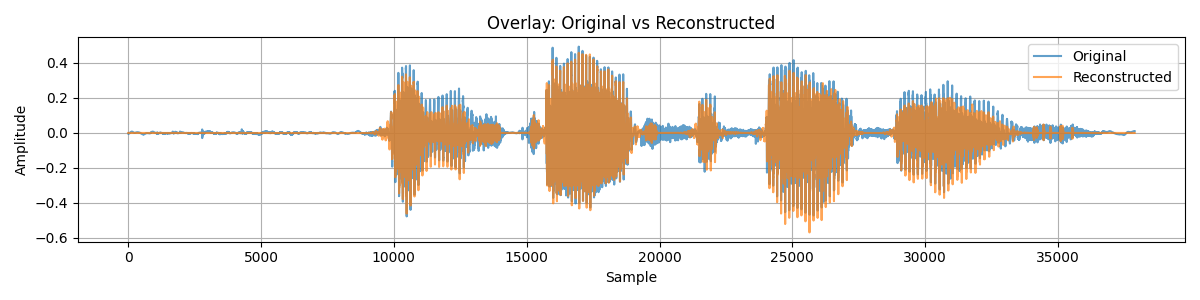 Overlay: Original vs Reconstructed
Amplitude
0.4
0.2
0.0
−0.2
−0.4
−0.6
Original
Reconstructed
0 5000 10000 15000 20000 25000 30000 35000
Sample